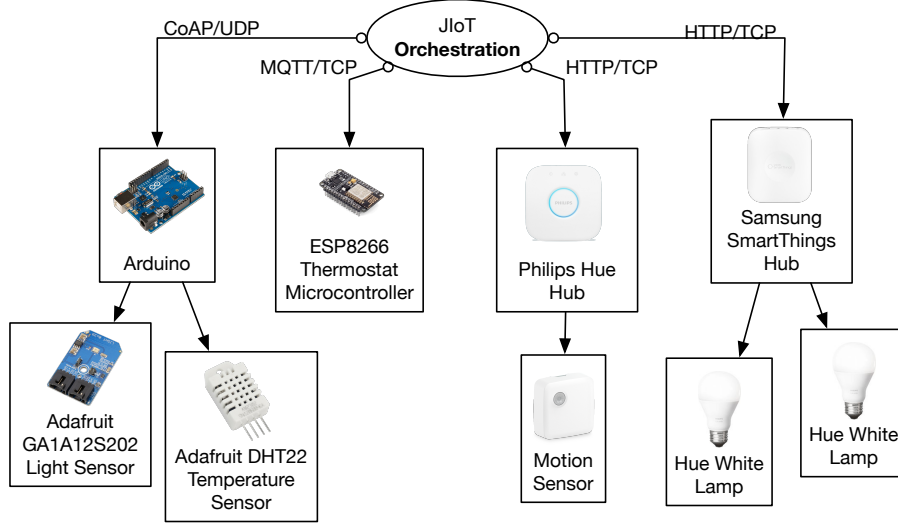 JIoT
Orchestration
CoAP/UDP
MQTT/TCP
HTTP/TCP
HTTP/TCP
Arduino
ESP8266
Thermostat
Microcontroller
PHILIPS
Philips Hue
Hub
Samsung
SmartThings
Hub
Adafruit
GA1A12S202
Light Sensor
Adafruit DHT22
Temperature
Sensor
Motion
Sensor
Hue White
Lamp
Hue White
Lamp